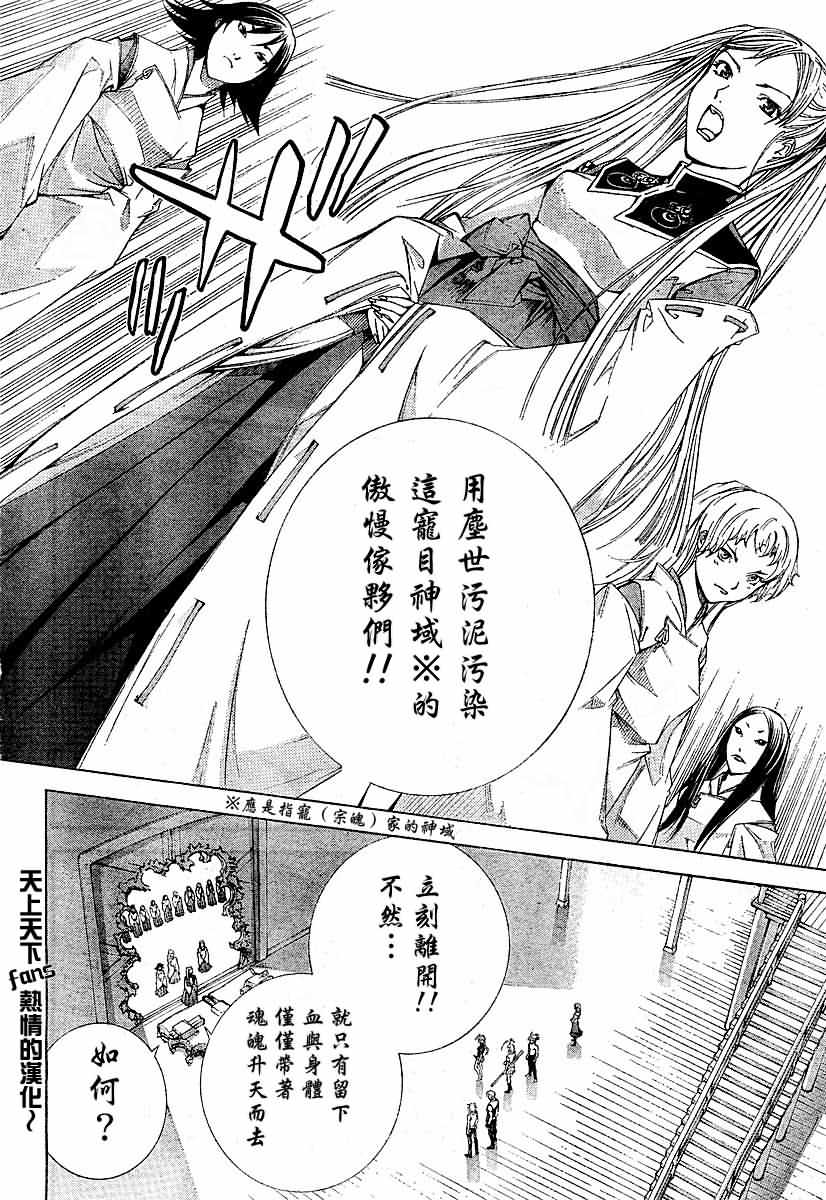 用塵世污泥污染
這寵目神域※的
傲慢傢夥們!!
※應是指寵（宗魄）家的神域
立刻離開!!
不然…
就只有留下
血與身體
僅僅帶著
魂魄升天而去
如何？
天上天下
fans
熱情的漢化～